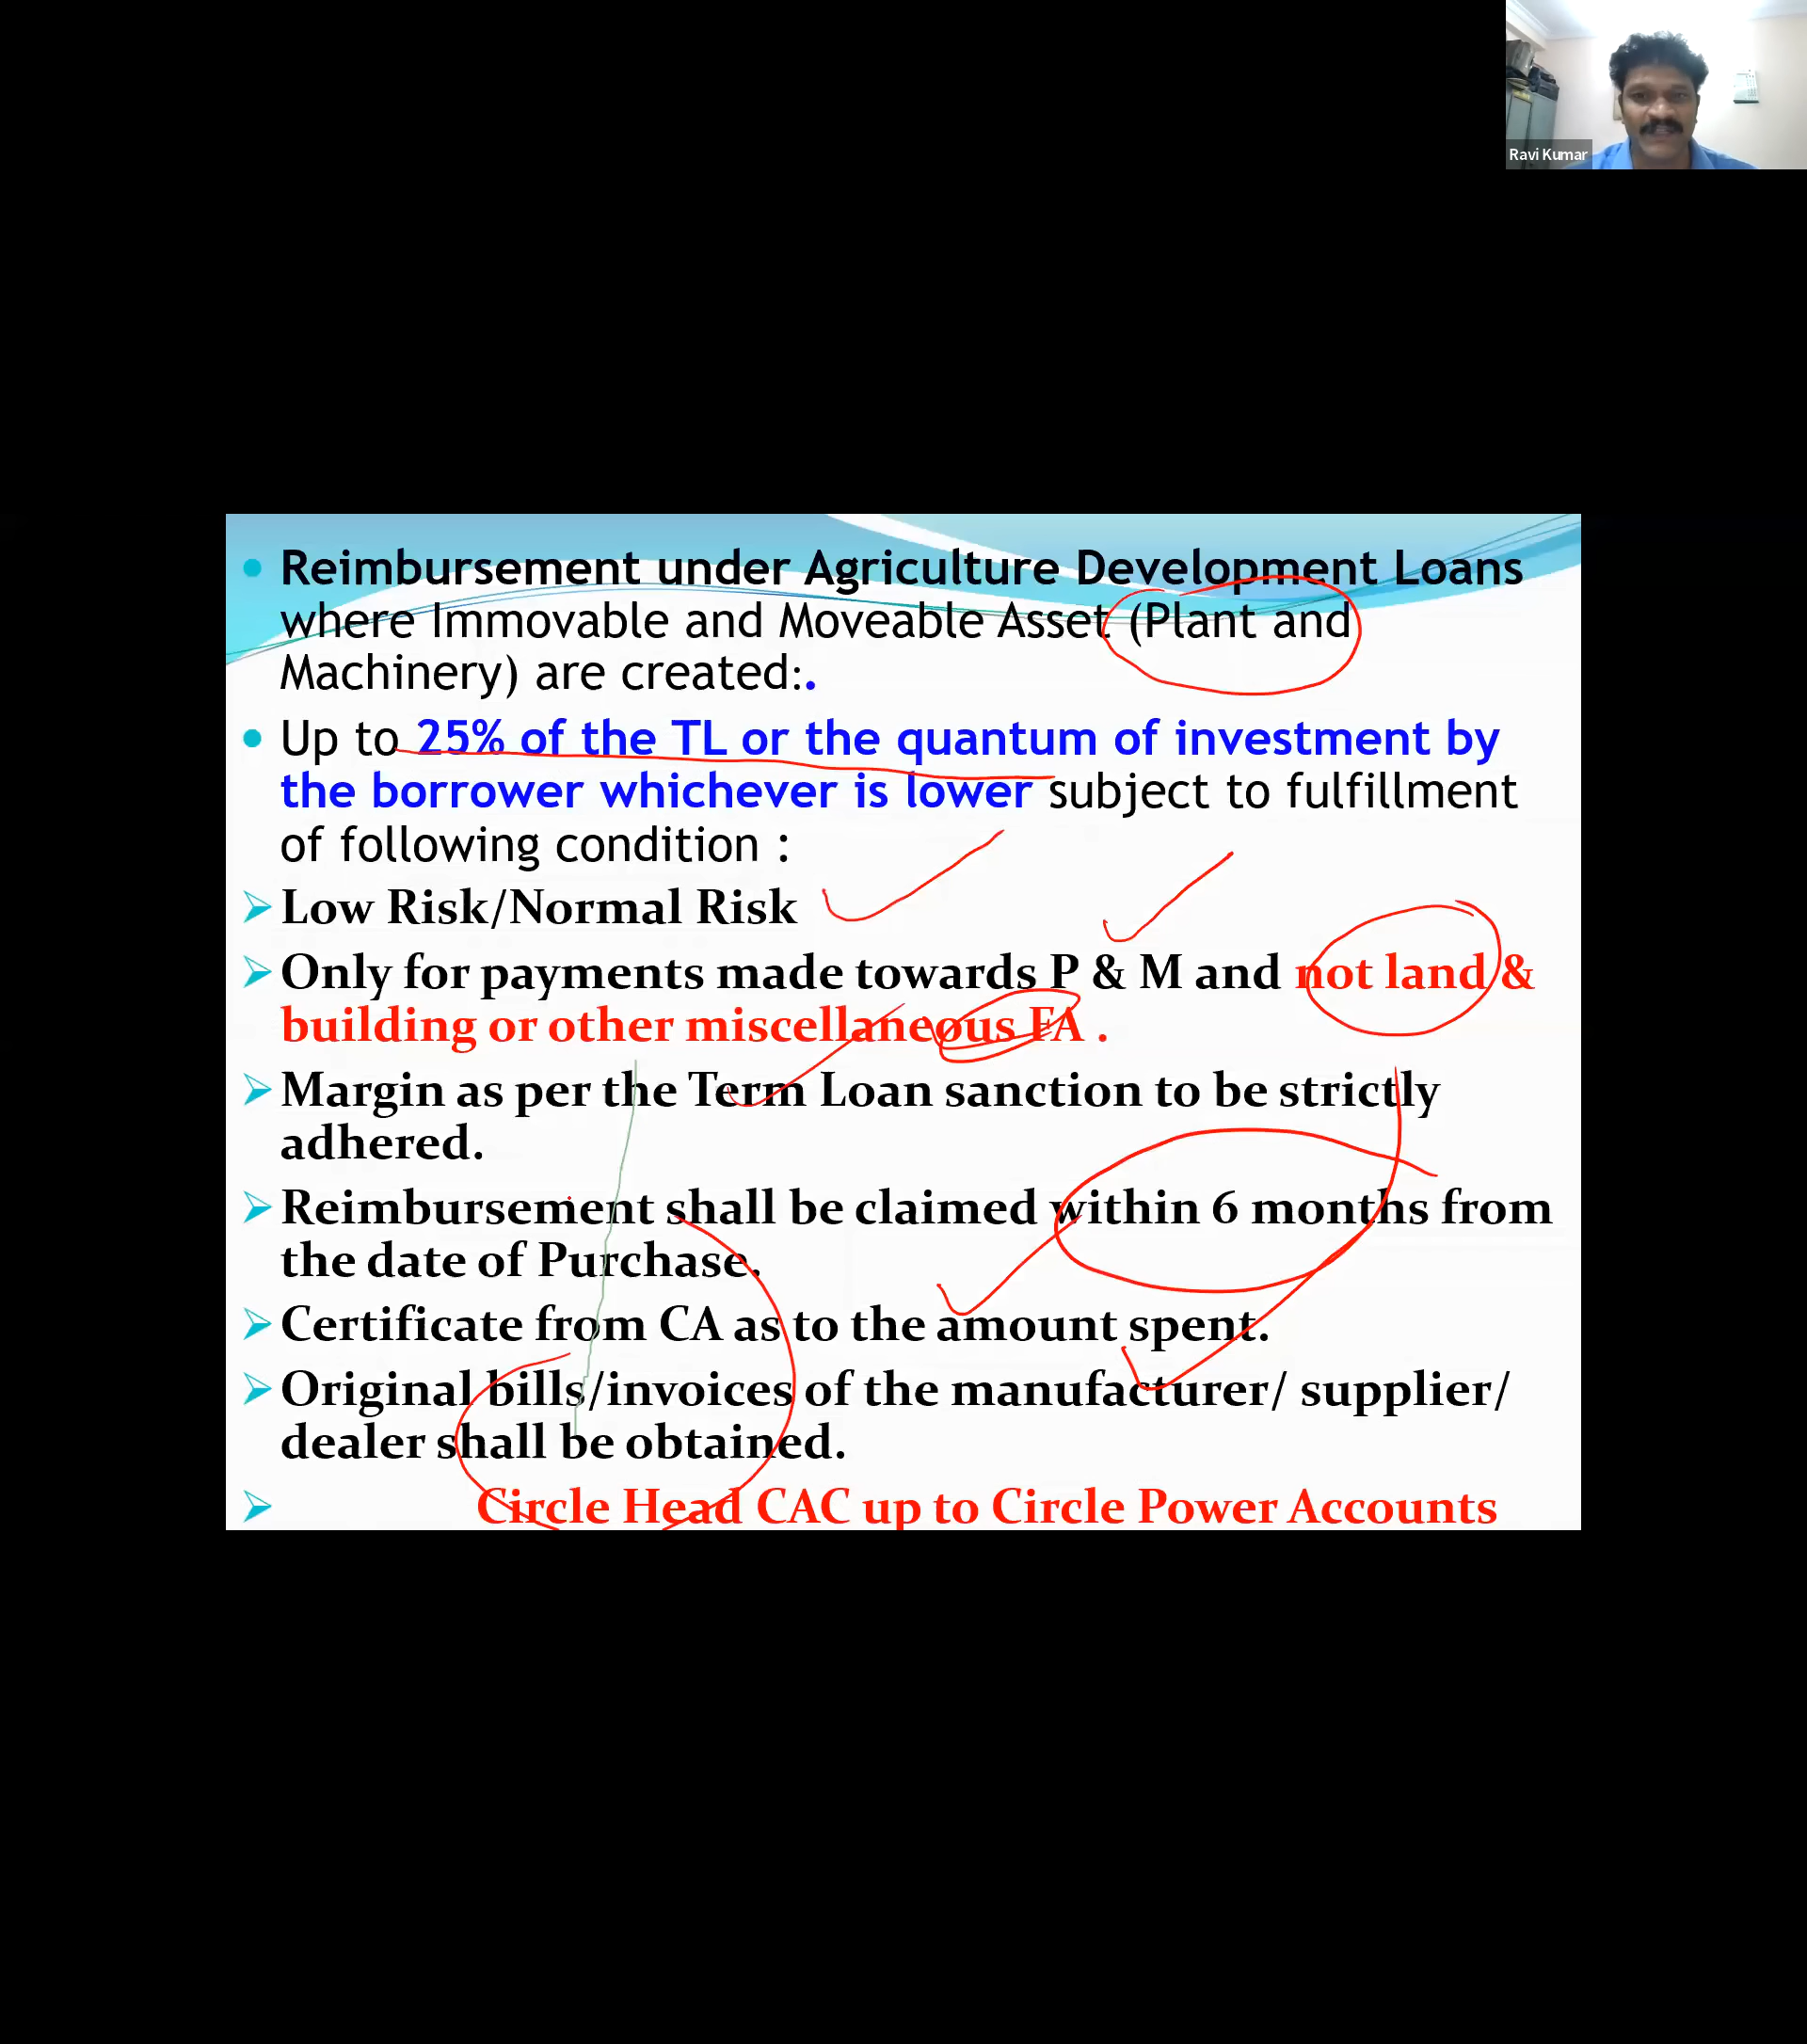 Ravi Kumar
Reimbursement under Agriculture Development Loans
where Immovable and Moveable Asset (Plant and
Machinery) are created:.
Up to 25% of the TL or the quantum of investment by
the borrower whichever is lower subject to fulfillment
of following condition :
Low Risk/Normal Risk
Only for payments made towards P & M and not land &
building or other miscellaneous FA .
Margin as per the Term Loan sanction to be strictly
adhered.
Reimbursement shall be claimed within 6 months from
the date of Purchase.
Certificate from CA as to the amount spent.
Original bills/invoices of the manufacturer/ supplier/
dealer shall be obtained.
Circle Head CAC up to Circle Power Accounts